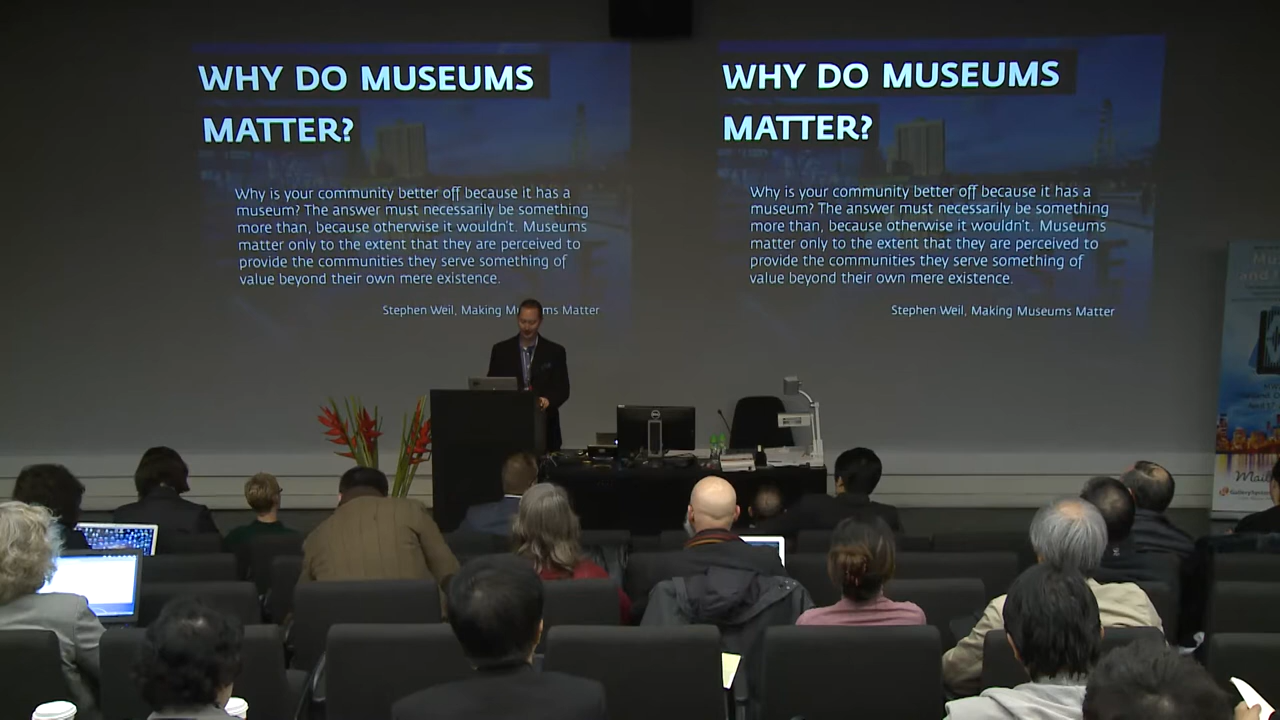 WHY DO MUSEUMS
MATTER?
Why is your community better off because it has a
museum? The answer must necessarily be something
more than, because otherwise it wouldn't. Museums
matter only to the extent that they are perceived to
provide the communities they serve something of
value beyond their own mere existence.
Stephen Weil, Making Museums Matter
WHY DO MUSEUMS
MATTER?
Why is your community better off because it has a
museum? The answer must necessarily be something
more than, because otherwise it wouldn't. Museums
matter only to the extent that they are perceived to
provide the communities they serve something of
value beyond their own mere existence.
Stephen Weil, Making Museums Matter